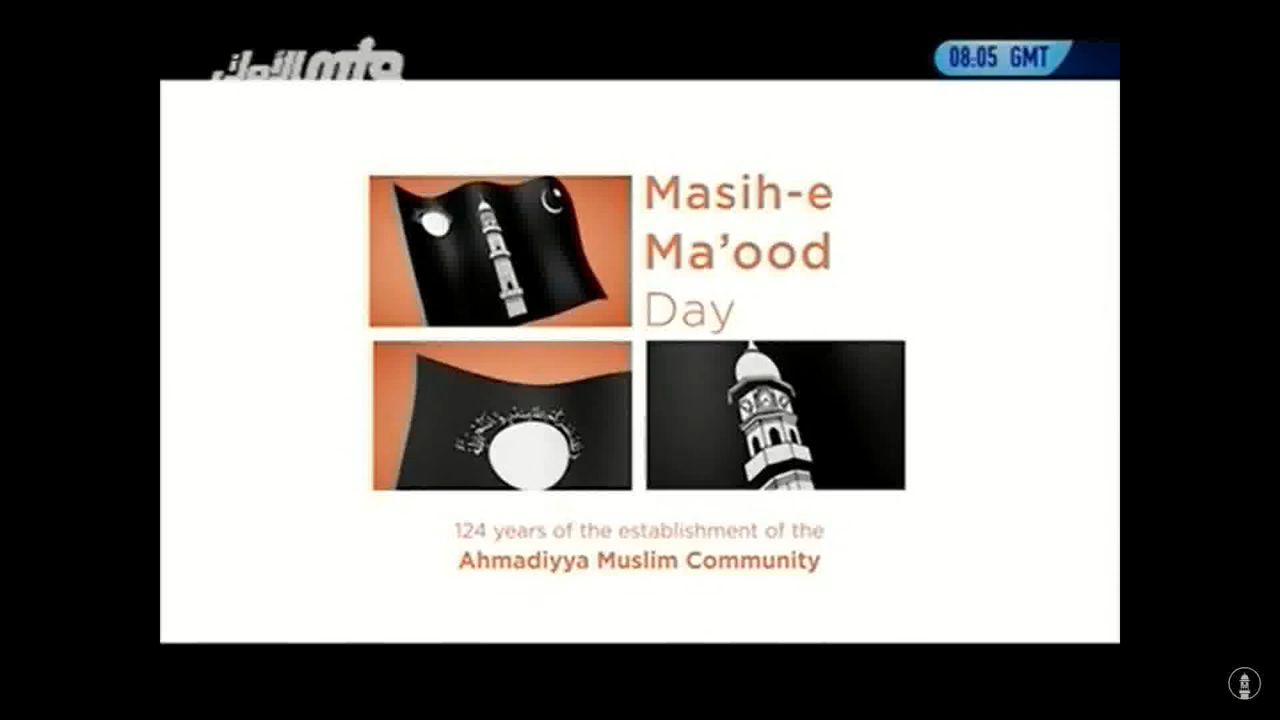 08:05 GMT
Masih-e
Ma'ood
Day
124 years of the establishment of the
Ahmadiyya Muslim Community